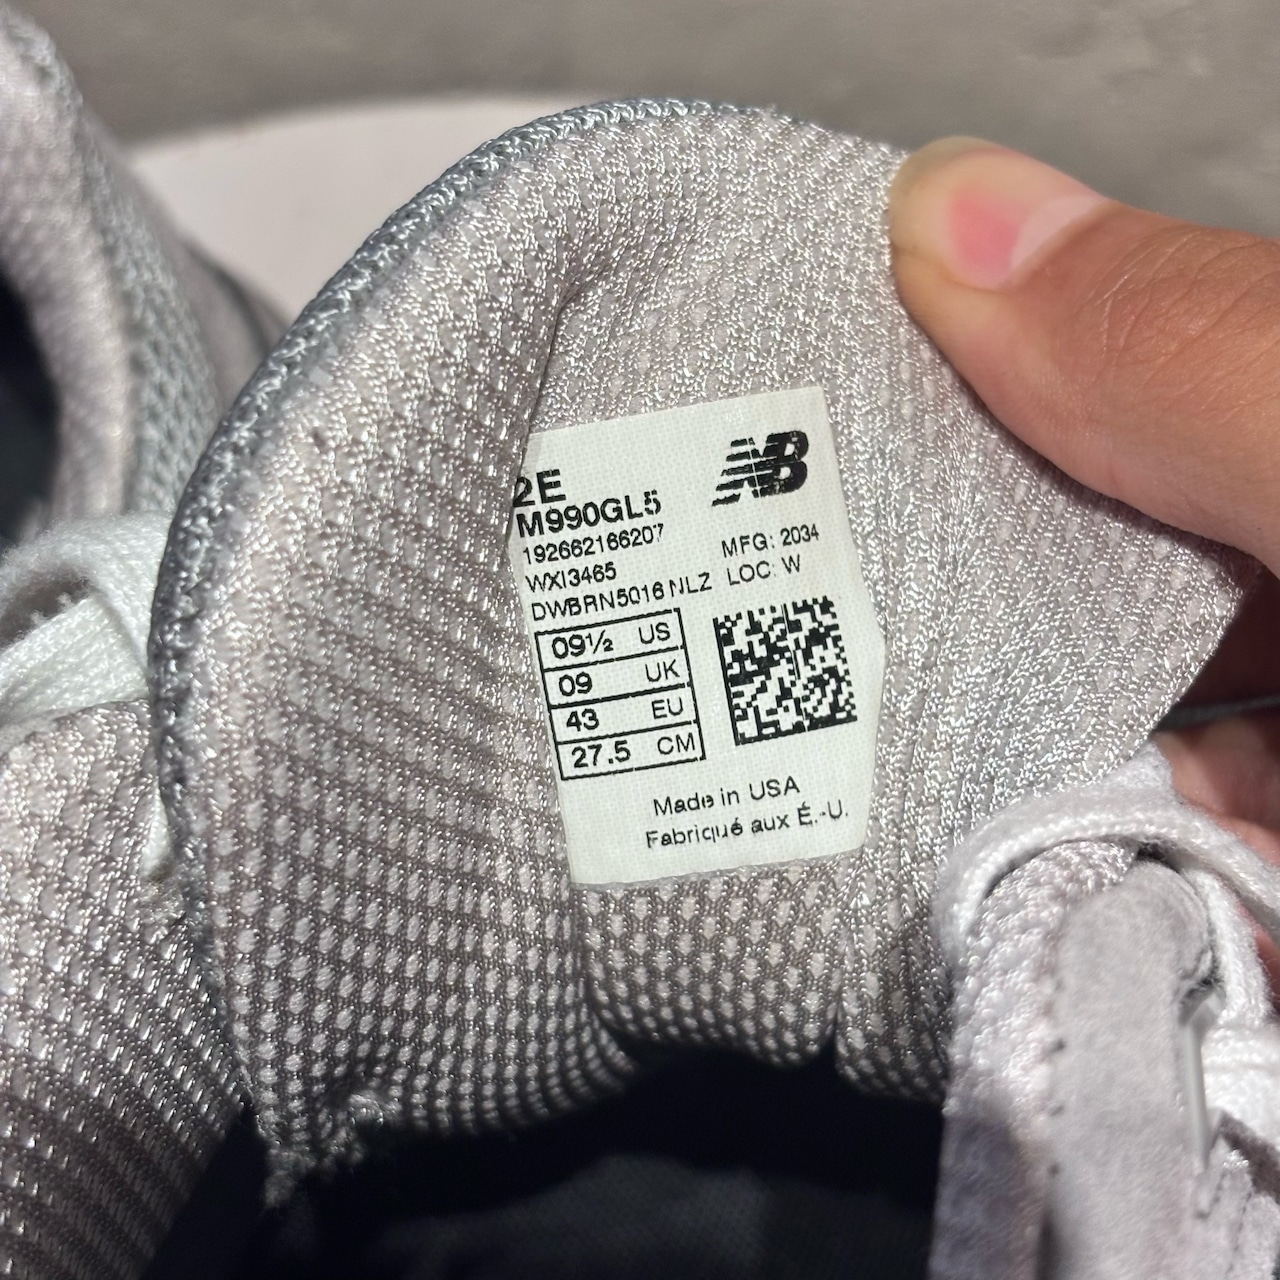 NB
2E
M990GL5
192662166207
WXI3465
DWBRN5016 NLZ
MFG: 2034
LOC: W
09½ US
09 UK
43 EU
27.5 CM
Made in USA
Fabriqué aux É.-U.